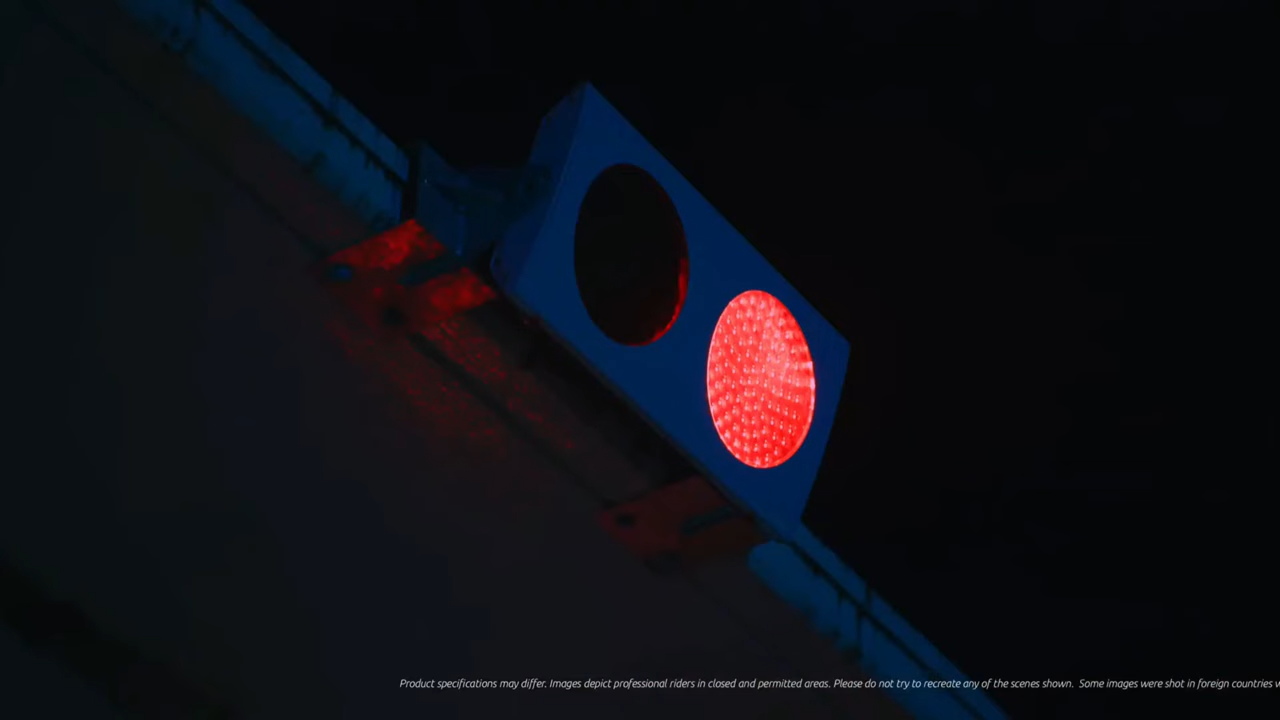 Product specifications may differ. Images depict professional riders in closed and permitted areas. Please do not try to recreate any of the scenes shown.  Some images were shot in foreign countries